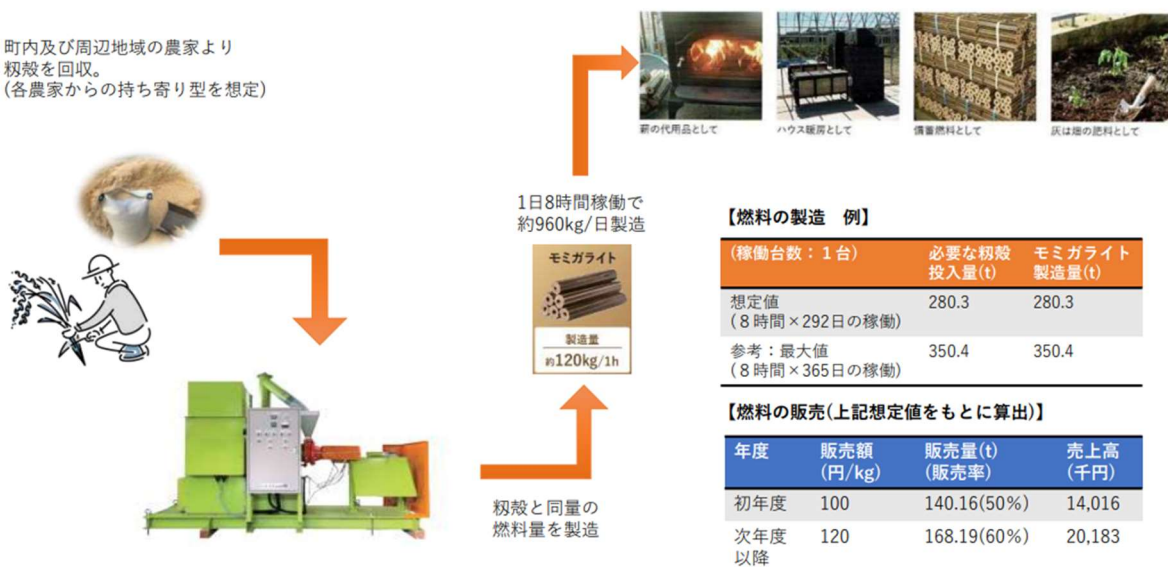 町内及び周辺地域の農家より
籾殻を回収。
(各農家からの持ち寄り型を想定)
薪の代用品として
ハウス暖房として
備蓄燃料として
灰は畑の肥料として
1日8時間稼働で
約960kg/日製造
モミガライト
製造量
約120kg/1h
籾殻と同量の
燃料量を製造
【燃料の製造　例】
(稼働台数：１台) 必要な籾殻投入量(t) モミガライト製造量(t)
想定値 280.3 280.3
(８時間×292日の稼働)
参考：最大値 350.4 350.4
(８時間×365日の稼働)
【燃料の販売(上記想定値をもとに算出)】
年度 販売額(円/kg) 販売量(t)(販売率) 売上高(千円)
初年度 100 140.16(50%) 14,016
次年度以降 120 168.19(60%) 20,183